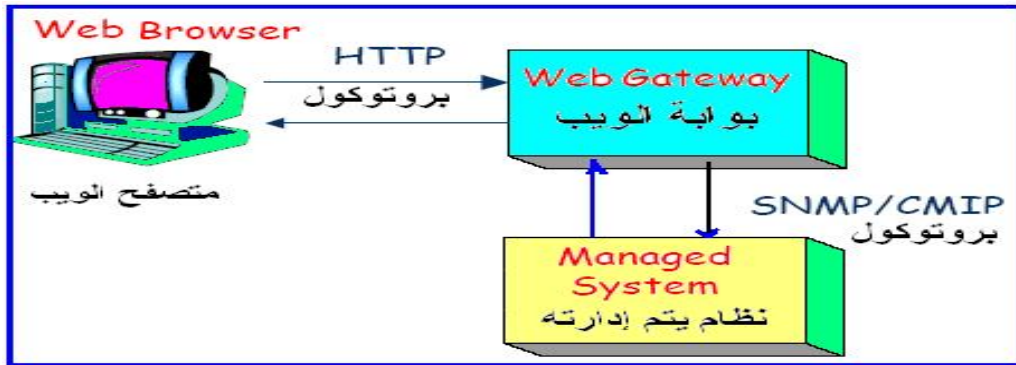 Web Browser
متصفح الويب
HTTP
بروتوكول
Web Gateway
بوابة الويب
SNMP/CMIP
بروتوكول
Managed
System
نظام يتم إدارته